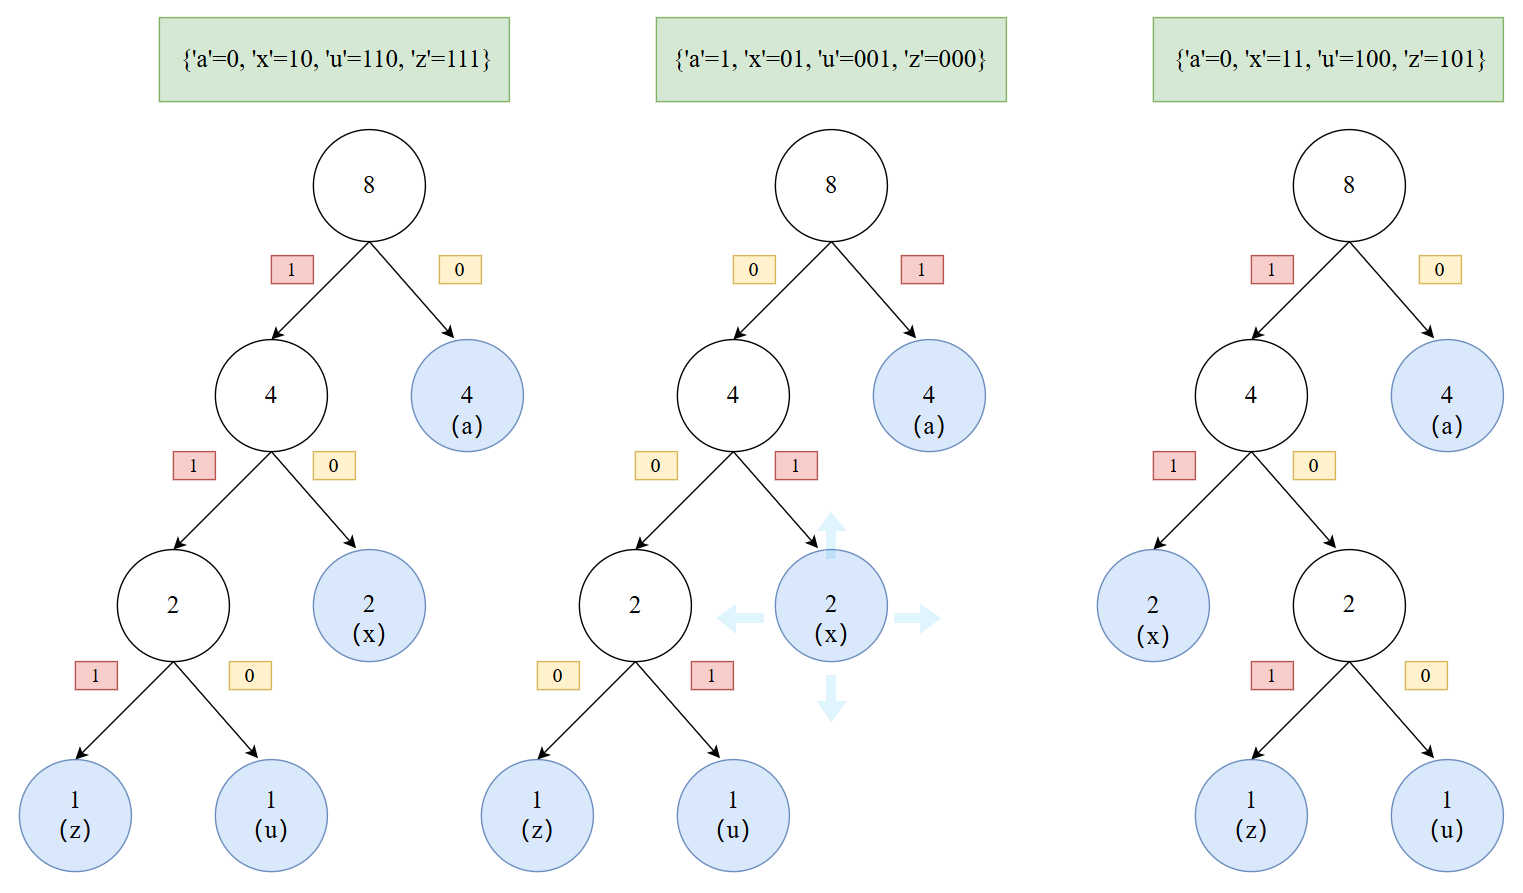 {'a'=0, 'x'=10, 'u'=110, 'z'=111}
{'a'=1, 'x'=01, 'u'=001, 'z'=000}
{'a'=0, 'x'=11, 'u'=100, 'z'=101}
8
8
8
1
0
0
1
1
0
4
4
(a)
4
4
(a)
4
4
(a)
1
0
0
1
1
0
2
2
(x)
2
2
(x)
2
(x)
2
1
0
0
1
1
0
1
(z)
1
(u)
1
(z)
1
(u)
1
(z)
1
(u)